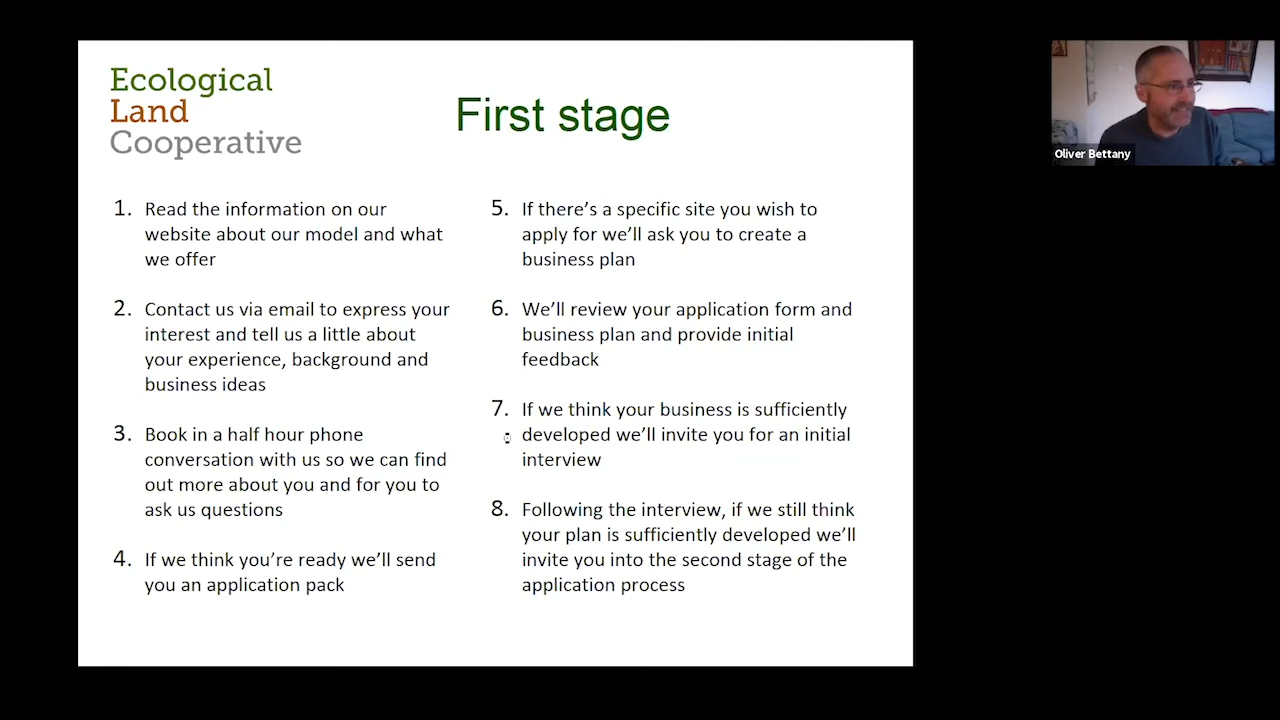 Ecological
Land
Cooperative
First stage
1. Read the information on our
website about our model and what
we offer
2. Contact us via email to express your
interest and tell us a little about
your experience, background and
business ideas
3. Book in a half hour phone
conversation with us so we can find
out more about you and for you to
ask us questions
4. If we think you’re ready we’ll send
you an application pack
5. If there’s a specific site you wish to
apply for we’ll ask you to create a
business plan
6. We’ll review your application form and
business plan and provide initial
feedback
7. If we think your business is sufficiently
developed we’ll invite you for an initial
interview
8. Following the interview, if we still think
your plan is sufficiently developed we’ll
invite you into the second stage of the
application process
Oliver Bettany